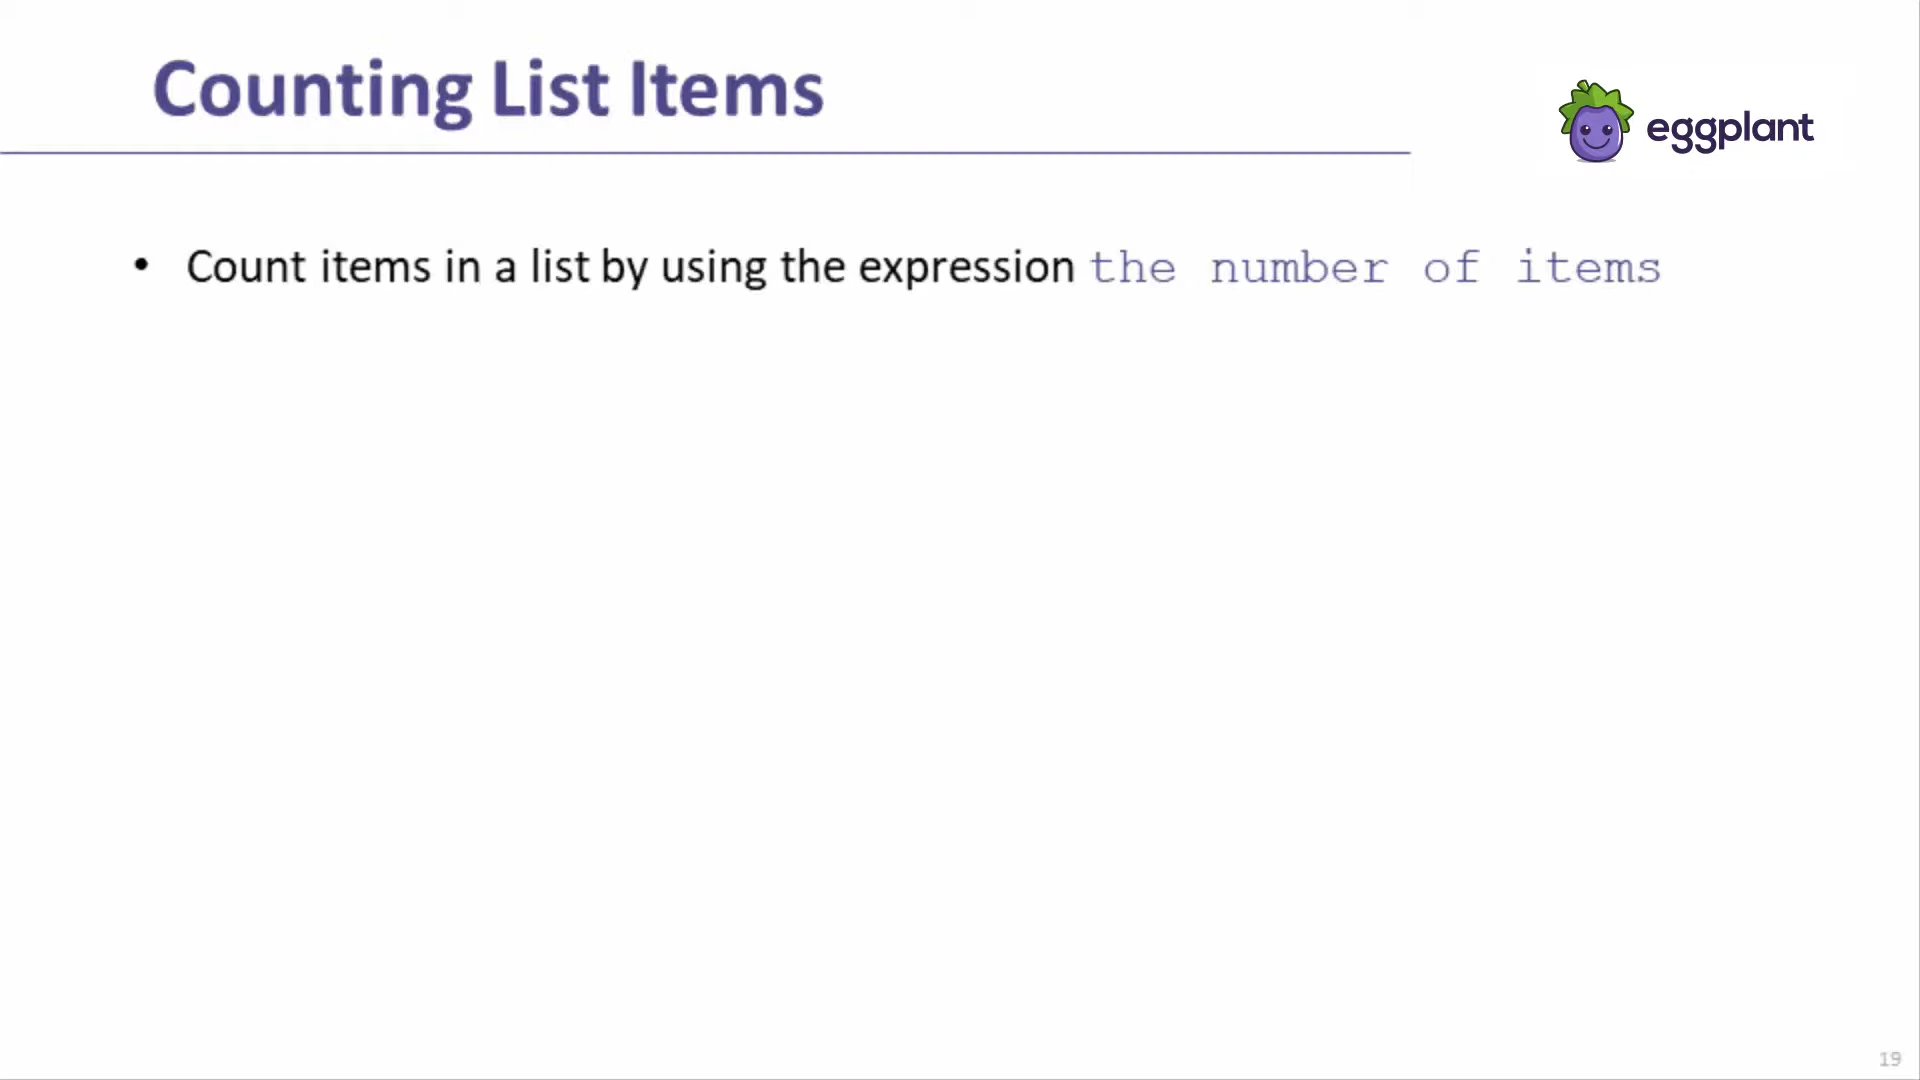 Counting List Items
eggplant
• Count items in a list by using the expression the number of items
19